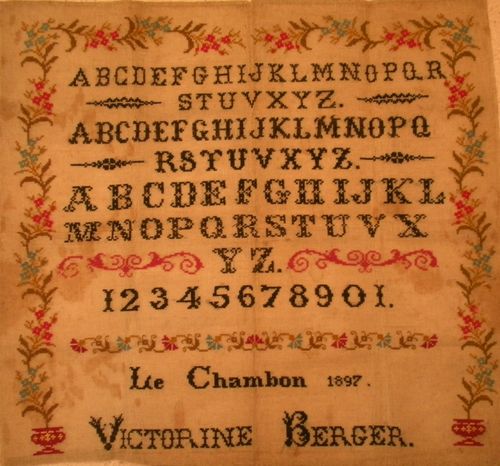 ABCDEFGHIJKLMNOPQR
STUVXYZ.
ABCDEFGHIJKLMNOPQ
RSTUVXYZ.
ABCDEFGHIJKL
MNOPQRSTUVX
YZ.
12345678901.
Le Chambon 1897.
VICTORINE BERGER.